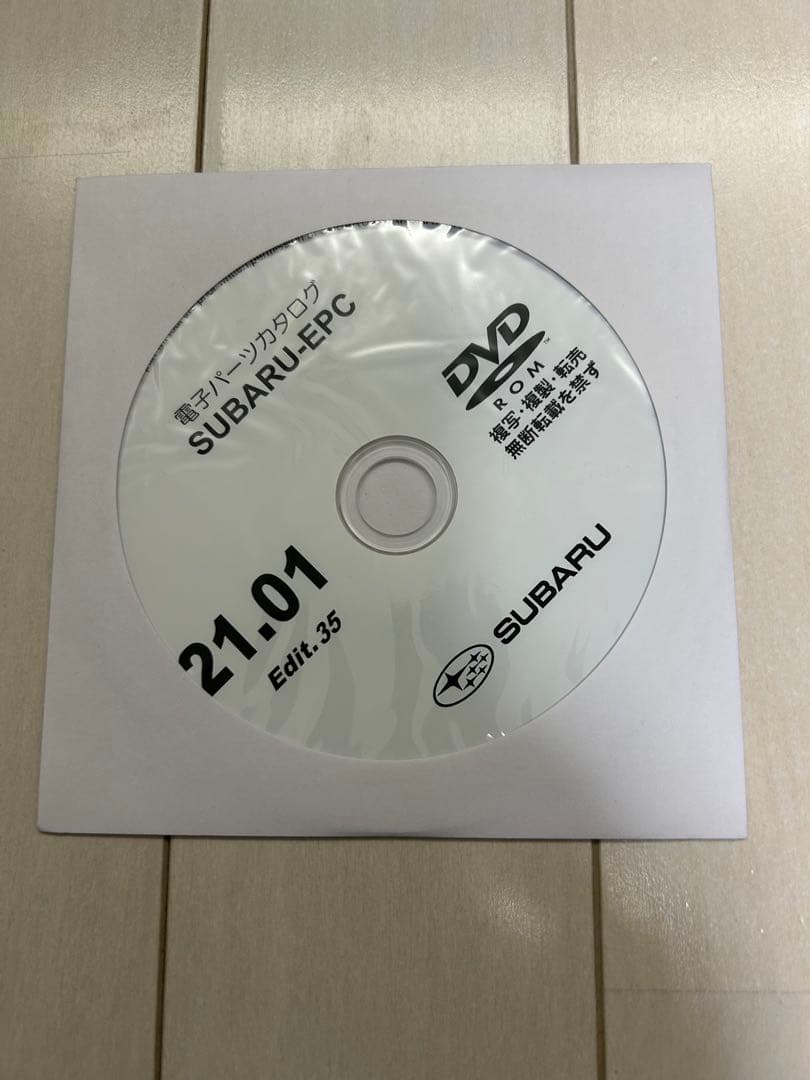 電子パーツカタログ
SUBARU-EPC
DVD
ROM
TM
複写・複製・転売
無断転載を禁ず
21.01
Edit. 35
SUBARU